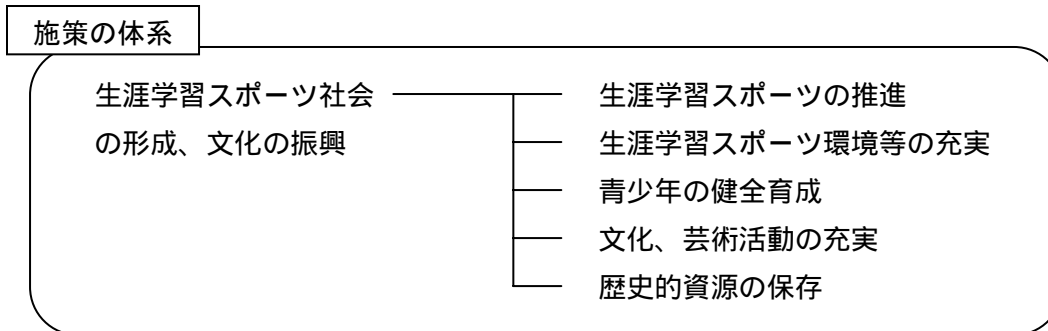 施策の体系
生涯学習スポーツ社会
の形成、文化の振興
生涯学習スポーツの推進
生涯学習スポーツ環境等の充実
青少年の健全育成
文化、芸術活動の充実
歴史的資源の保存